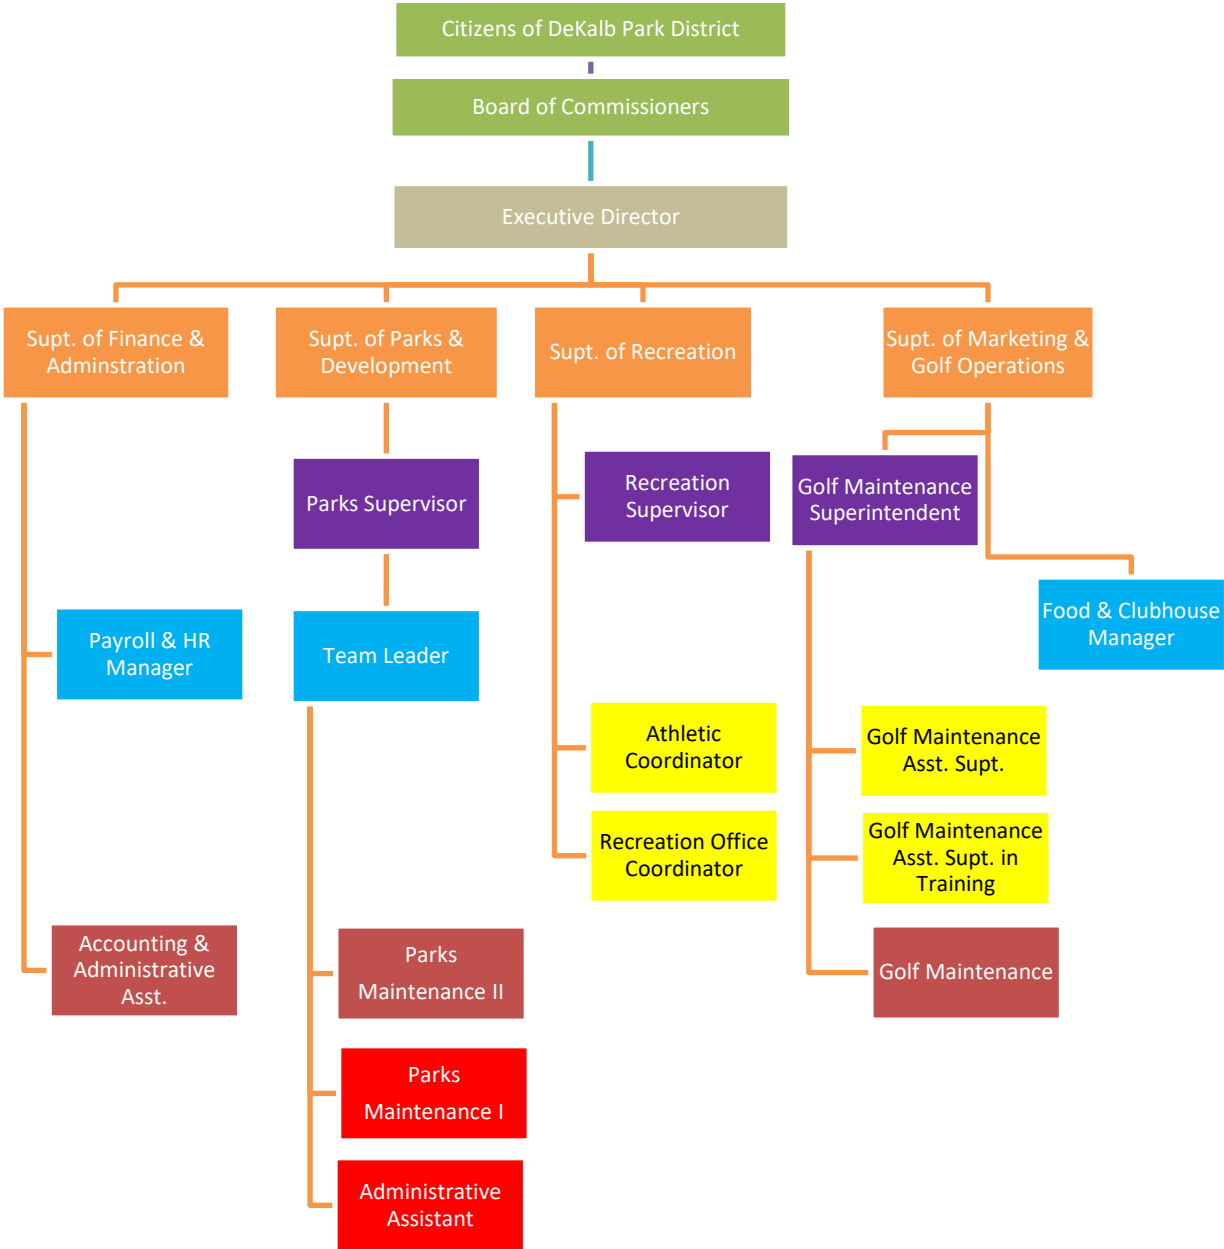 Citizens of DeKalb Park District
Board of Commissioners
Executive Director
Supt. of Finance &
Adminstration
Supt. of Parks &
Development
Supt. of Recreation
Supt. of Marketing &
Golf Operations
Parks Supervisor
Recreation
Supervisor
Golf Maintenance
Superintendent
Payroll & HR
Manager
Team Leader
Food & Clubhouse
Manager
Athletic
Coordinator
Golf Maintenance
Asst. Supt.
Recreation Office
Coordinator
Golf Maintenance
Asst. Supt. in
Training
Accounting &
Administrative
Asst.
Parks
Maintenance II
Golf Maintenance
Parks
Maintenance I
Administrative
Assistant